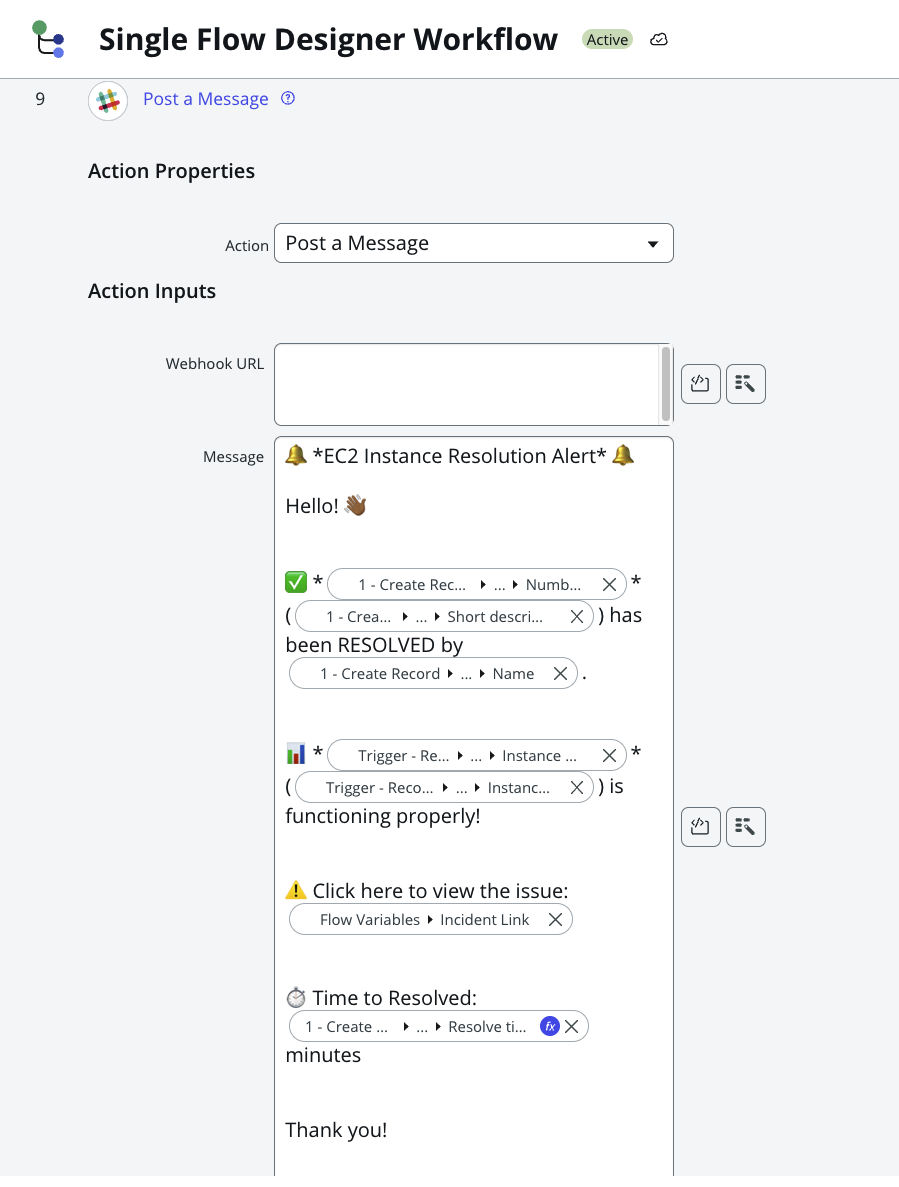 Single Flow Designer Workflow Active
9 Post a Message
Action Properties
Action Post a Message
Action Inputs
Webhook URL
Message
🔔 *EC2 Instance Resolution Alert* 🔔
Hello! 👋🏾
✅ * 1 - Create Rec... ▸ ... ▸ Numb... *
( 1 - Crea... ▸ ... ▸ Short descri... ) has
been RESOLVED by
1 - Create Record ▸ ... ▸ Name .
📊 * Trigger - Re... ▸ ... ▸ Instance ... *
( Trigger - Reco... ▸ ... ▸ Instanc... ) is
functioning properly!
⚠️ Click here to view the issue:
Flow Variables ▸ Incident Link
⏱️ Time to Resolved:
1 - Create ... ▸ ... ▸ Resolve ti... fx
minutes
Thank you!